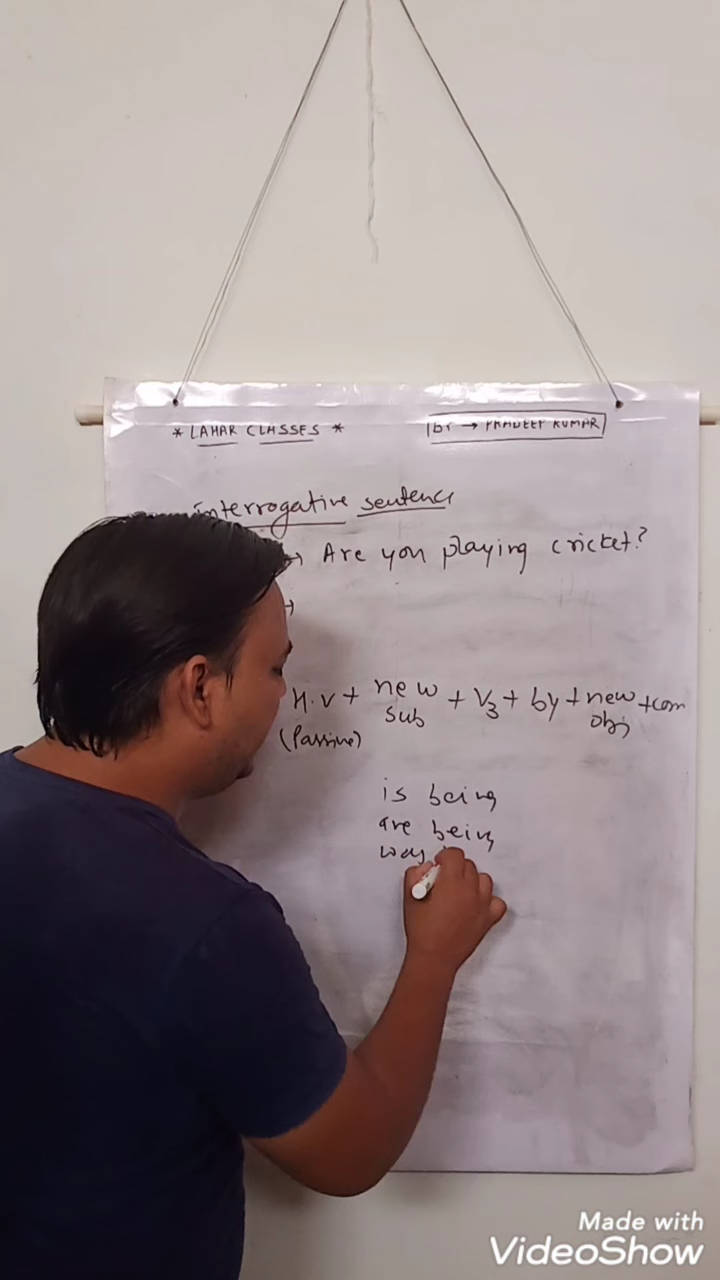 * LAHAR CLASSES * BY → PRADEEP KUMAR
interrogative sentence
→ Are you playing cricket?
→
H.V + new sub + V3 + by + new obj + com
(Passive)
is being
are being
was
Made with
VideoShow